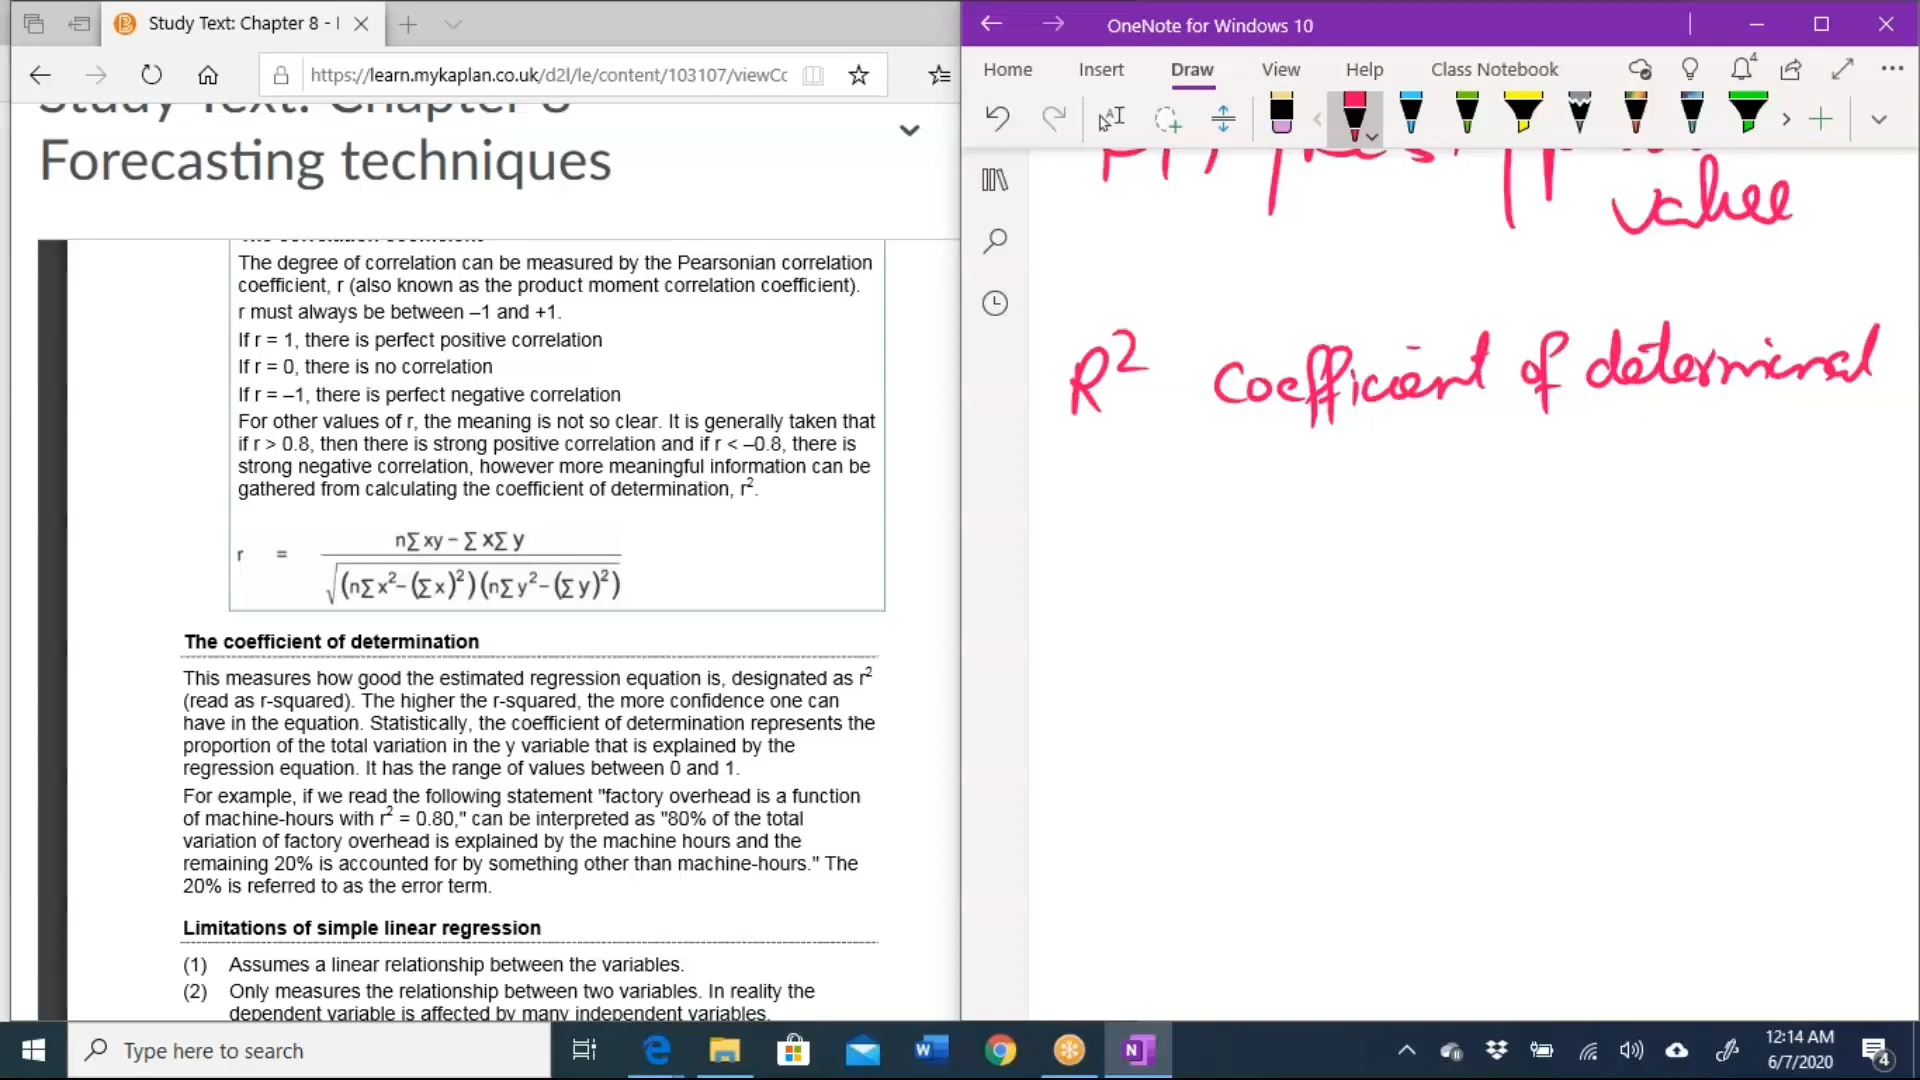 Study Text: Chapter 8 - I
https://learn.mykaplan.co.uk/d2l/le/content/103107/viewCc
Study Text: Chapter 8
Forecasting techniques
The degree of correlation can be measured by the Pearsonian correlation
coefficient, r (also known as the product moment correlation coefficient).
r must always be between –1 and +1.
If r = 1, there is perfect positive correlation
If r = 0, there is no correlation
If r = –1, there is perfect negative correlation
For other values of r, the meaning is not so clear. It is generally taken that
if r > 0.8, then there is strong positive correlation and if r < –0.8, there is
strong negative correlation, however more meaningful information can be
gathered from calculating the coefficient of determination, r².
r = (n∑xy – ∑x∑y) / √((n∑x²–(∑x)²)(n∑y²–(∑y)²))
The coefficient of determination
This measures how good the estimated regression equation is, designated as r²
(read as r-squared). The higher the r-squared, the more confidence one can
have in the equation. Statistically, the coefficient of determination represents the
proportion of the total variation in the y variable that is explained by the
regression equation. It has the range of values between 0 and 1.
For example, if we read the following statement "factory overhead is a function
of machine-hours with r² = 0.80," can be interpreted as "80% of the total
variation of factory overhead is explained by the machine hours and the
remaining 20% is accounted for by something other than machine-hours." The
20% is referred to as the error term.
Limitations of simple linear regression
(1) Assumes a linear relationship between the variables.
(2) Only measures the relationship between two variables. In reality the
dependent variable is affected by many independent variables.
OneNote for Windows 10
Home Insert Draw View Help Class Notebook
4
value
R² coefficient of determinal
Type here to search
12:14 AM
6/7/2020
4